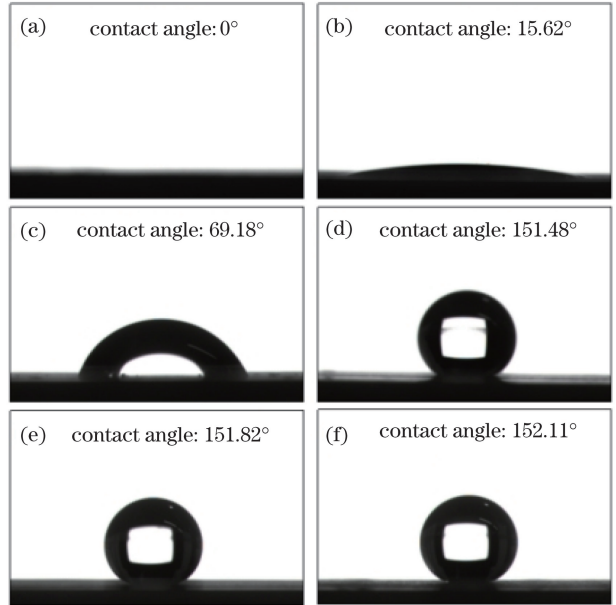 (a) contact angle: 0°
(b) contact angle: 15.62°
(c) contact angle: 69.18°
(d) contact angle: 151.48°
(e) contact angle: 151.82°
(f) contact angle: 152.11°